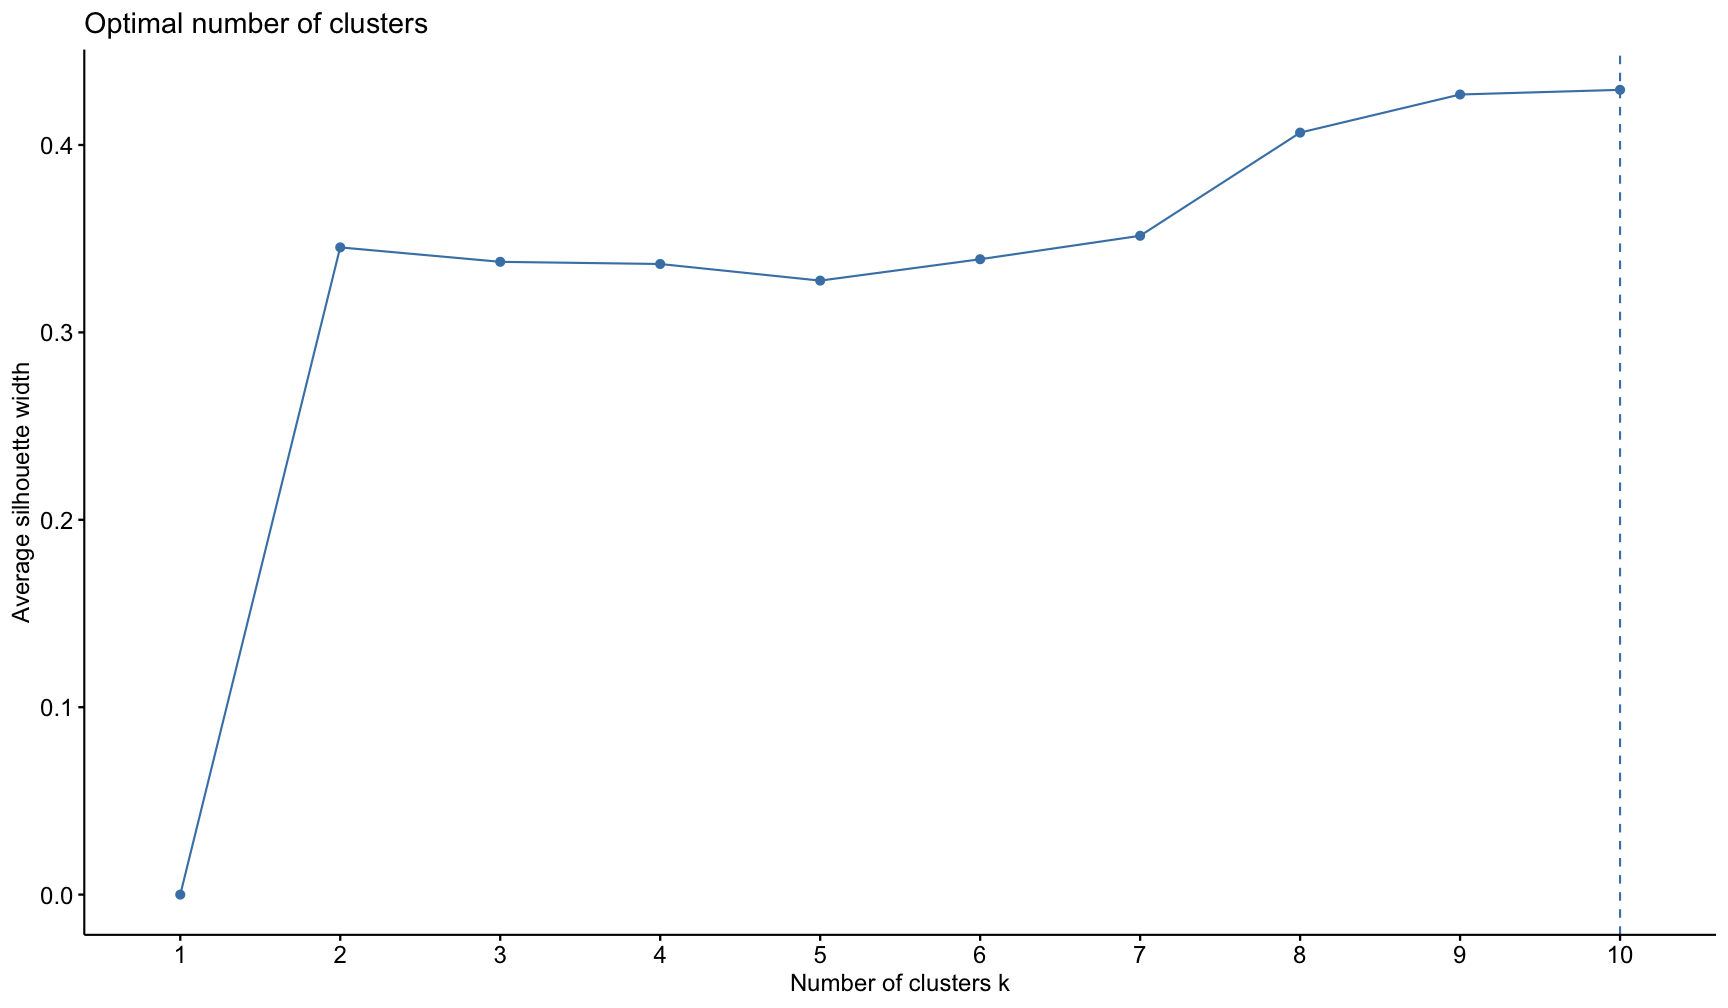 Optimal number of clusters
Average silhouette width
0.4
0.3
0.2
0.1
0.0
1 2 3 4 5 6 7 8 9 10
Number of clusters k